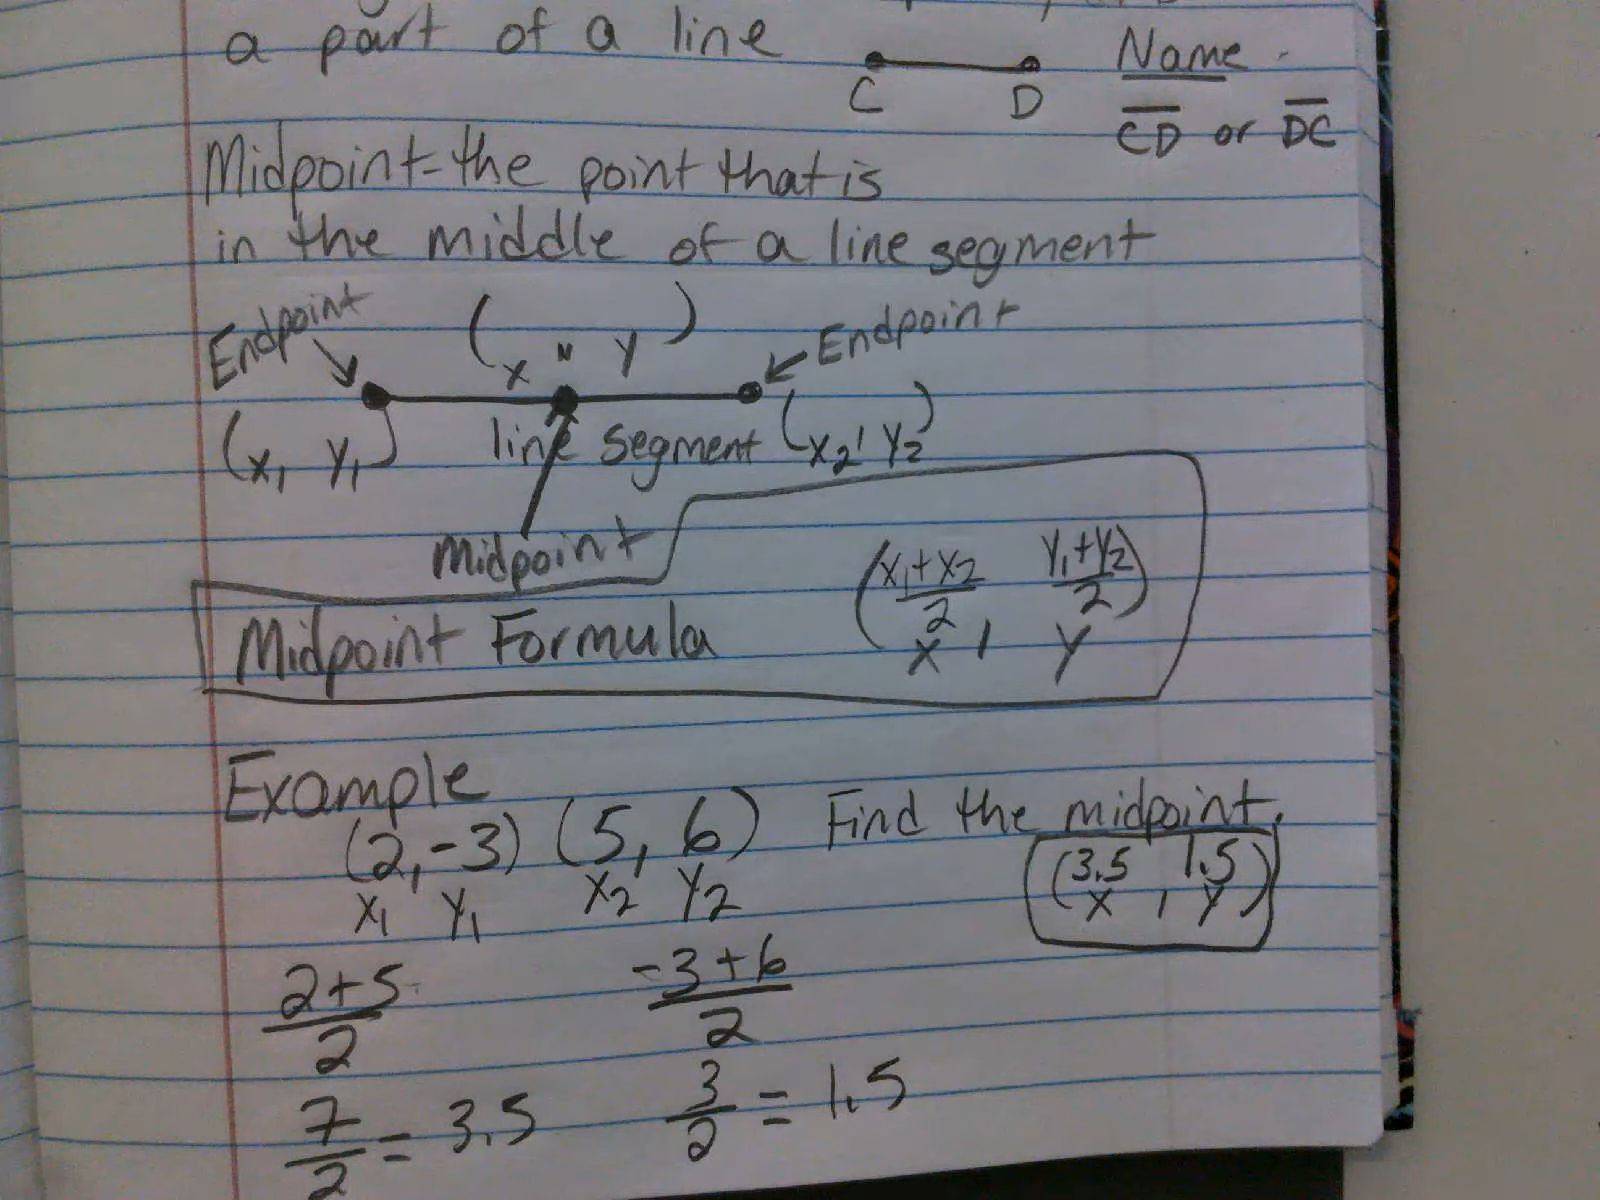 a part of a line
C D
Name
CD or DC
Midpoint - the point that is
in the middle of a line segment
Endpoint ( x , y ) Endpoint
(x₁ y₁) line segment (x₂, y₂)
Midpoint
Midpoint Formula (x₁+x₂/2 , y₁+y₂/2)
x , y
Example
(2,-3) (5, 6) Find the midpoint.
x₁ y₁ x₂ y₂
(3.5 1.5)
x , y
2+5/2 -3+6/2
7/2 = 3.5 3/2 = 1.5